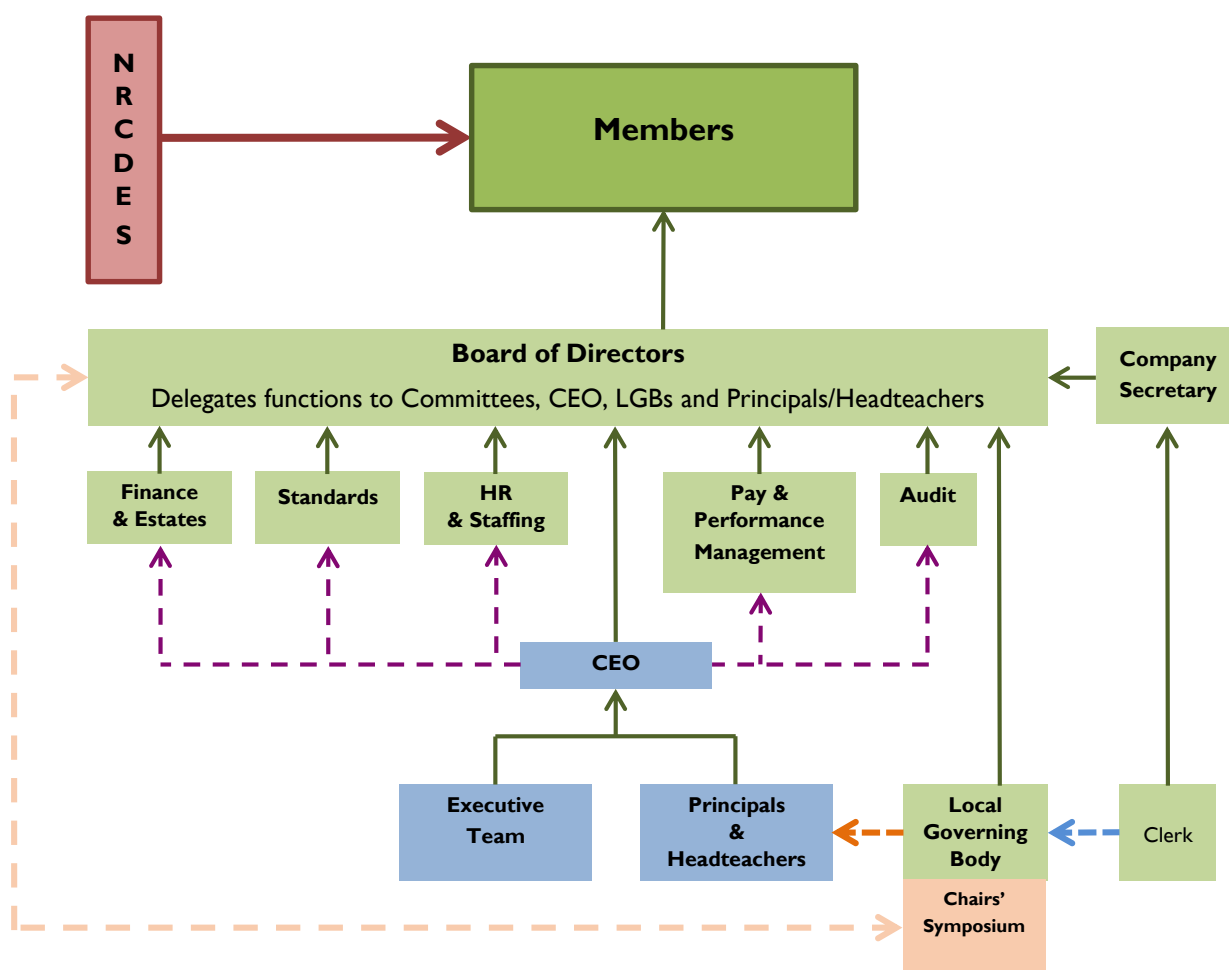 N
R
C
D
E
S
Members
Board of Directors
Delegates functions to Committees, CEO, LGBs and Principals/Headteachers
Company
Secretary
Finance
& Estates
Standards
HR
& Staffing
Pay &
Performance
Management
Audit
CEO
Executive
Team
Principals
&
Headteachers
Local
Governing
Body
Clerk
Chairs’
Symposium